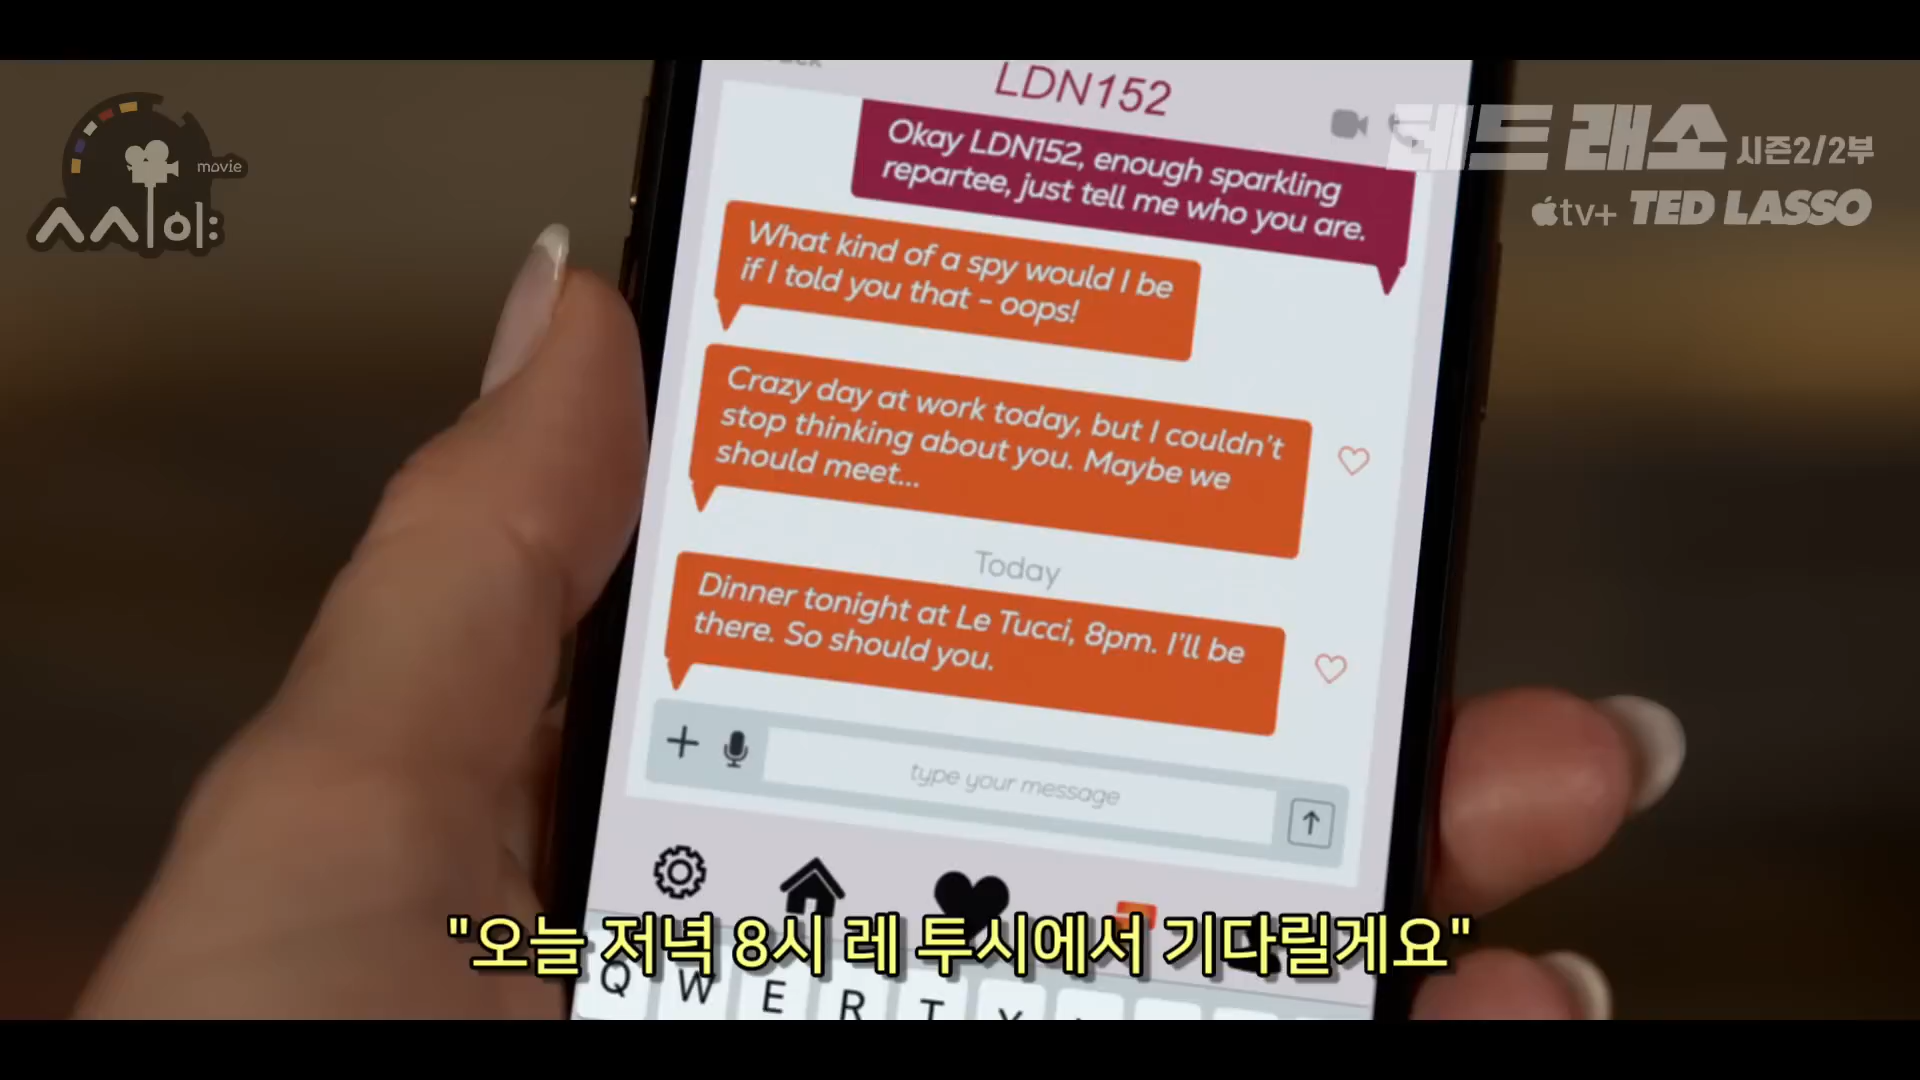 LDN152
movie
씨이야:
테드 래쏘 시즌2/2부
tv+ TED LASSO
Okay LDN152, enough sparkling
repartee, just tell me who you are.
What kind of a spy would I be
if I told you that - oops!
Crazy day at work today, but I couldn't
stop thinking about you. Maybe we
should meet...
Today
Dinner tonight at Le Tucci, 8pm. I'll be
there. So should you.
type your message
"오늘 저녁 8시 레 투시에서 기다릴게요"
Q W E R T Y